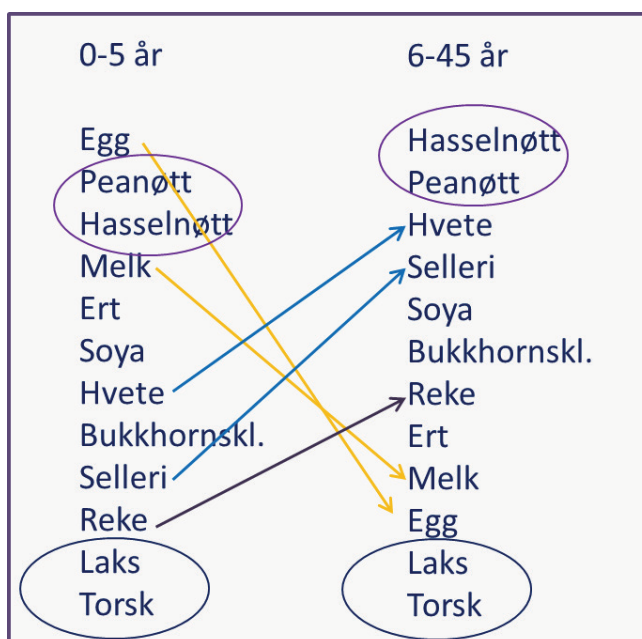 0-5 år
Egg
Peanøtt
Hasselnøtt
Melk
Ert
Soya
Hvete
Bukkhornskl.
Selleri
Reke
Laks
Torsk
6-45 år
Hasselnøtt
Peanøtt
Hvete
Selleri
Soya
Bukkhornskl.
Reke
Ert
Melk
Egg
Laks
Torsk